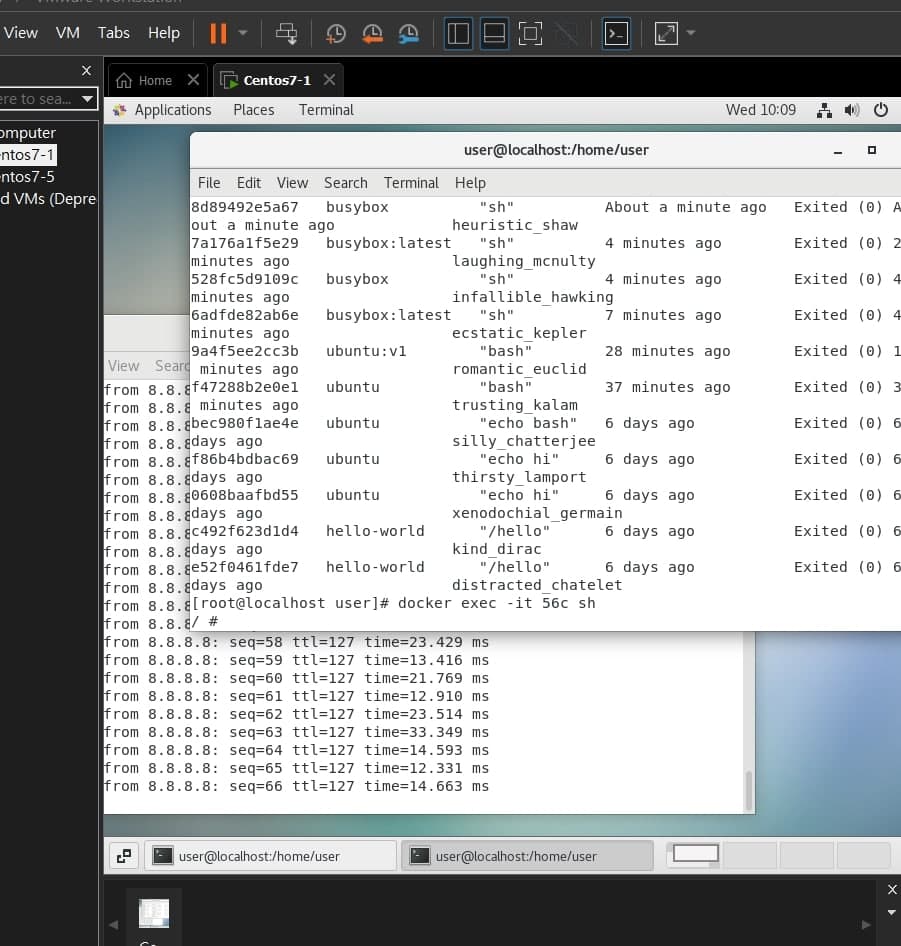 View VM Tabs Help
Home Centos7-1
ere to sea...
omputer
entos7-1
ntos7-5
d VMs (Depre
Applications Places Terminal Wed 10:09
user@localhost:/home/user
File Edit View Search Terminal Help
8d89492e5a67 busybox "sh" About a minute ago Exited (0) A
out a minute ago heuristic_shaw
7a176a1f5e29 busybox:latest "sh" 4 minutes ago Exited (0) 2
minutes ago laughing_mcnulty
528fc5d9109c busybox "sh" 4 minutes ago Exited (0) 4
minutes ago infallible_hawking
6adfde82ab6e busybox:latest "sh" 7 minutes ago Exited (0) 4
minutes ago ecstatic_kepler
9a4f5ee2cc3b ubuntu:v1 "bash" 28 minutes ago Exited (0) 1
minutes ago romantic_euclid
f47288b2e0e1 ubuntu "bash" 37 minutes ago Exited (0) 3
minutes ago trusting_kalam
bec980f1ae4e ubuntu "echo bash" 6 days ago Exited (0) 6
days ago silly_chatterjee
f86b4bdbac69 ubuntu "echo hi" 6 days ago Exited (0) 6
days ago thirsty_lamport
0608baafbd55 ubuntu "echo hi" 6 days ago Exited (0) 6
days ago xenodochial_germain
c492f623d1d4 hello-world "/hello" 6 days ago Exited (0) 6
days ago kind_dirac
e52f0461fde7 hello-world "/hello" 6 days ago Exited (0) 6
days ago distracted_chatelet
[root@localhost user]# docker exec -it 56c sh
/ #
View Searc
from 8.8.8
from 8.8.8
from 8.8.8
from 8.8.8
from 8.8.8
from 8.8.8
from 8.8.8
from 8.8.8
from 8.8.8
from 8.8.8
from 8.8.8
from 8.8.8
from 8.8.8
from 8.8.8
from 8.8.8.8: seq=58 ttl=127 time=23.429 ms
from 8.8.8.8: seq=59 ttl=127 time=13.416 ms
from 8.8.8.8: seq=60 ttl=127 time=21.769 ms
from 8.8.8.8: seq=61 ttl=127 time=12.910 ms
from 8.8.8.8: seq=62 ttl=127 time=23.514 ms
from 8.8.8.8: seq=63 ttl=127 time=33.349 ms
from 8.8.8.8: seq=64 ttl=127 time=14.593 ms
from 8.8.8.8: seq=65 ttl=127 time=12.331 ms
from 8.8.8.8: seq=66 ttl=127 time=14.663 ms
user@localhost:/home/user user@localhost:/home/user